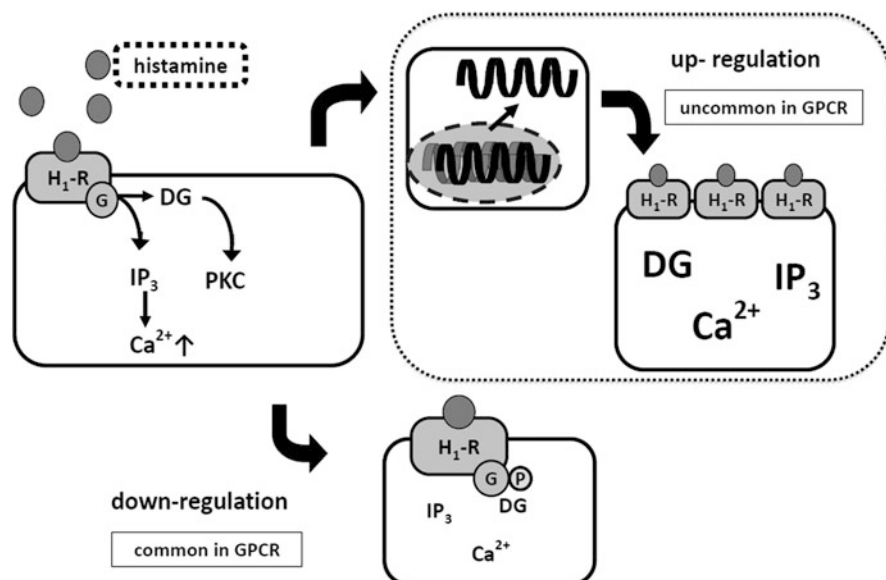 histamine
H₁-R
G
DG
IP₃
PKC
Ca²⁺↑
up- regulation
uncommon in GPCR
H₁-R
H₁-R
H₁-R
DG
IP₃
Ca²⁺
down-regulation
common in GPCR
H₁-R
G
P
IP₃
DG
Ca²⁺